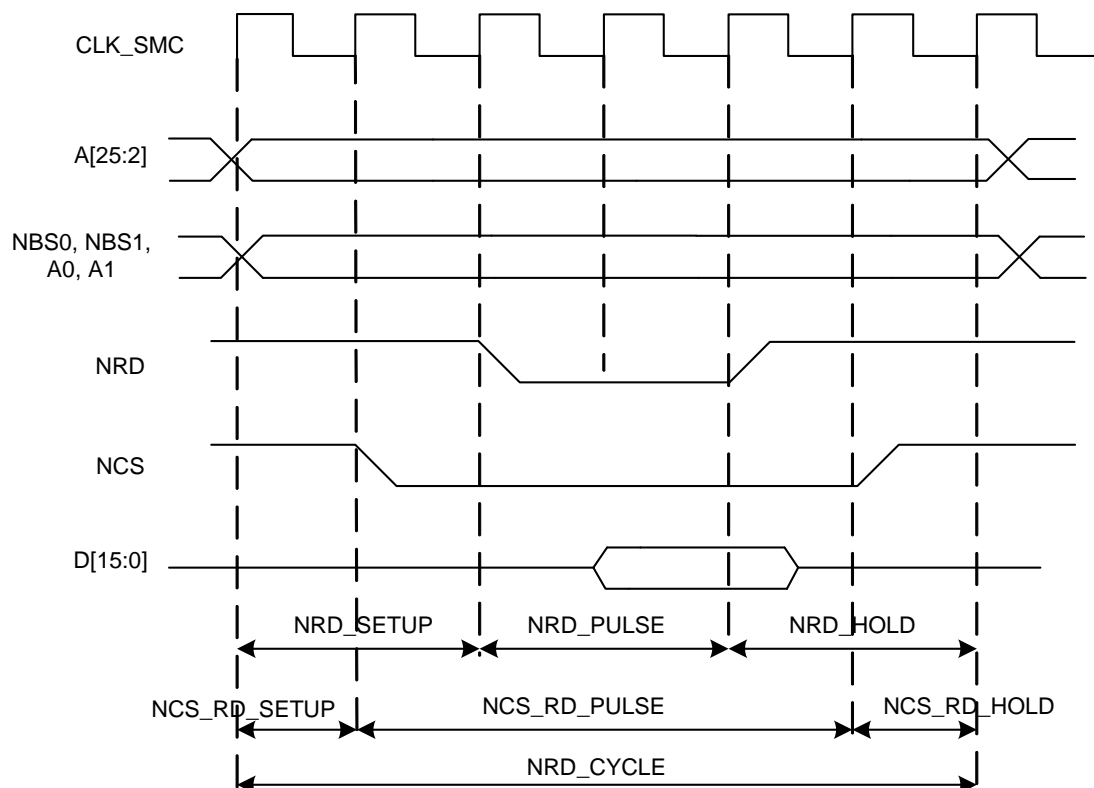 CLK_SMC
A[25:2]
NBS0, NBS1,
A0, A1
NRD
NCS
D[15:0]
NRD_SETUP
NRD_PULSE
NRD_HOLD
NCS_RD_SETUP
NCS_RD_PULSE
NCS_RD_HOLD
NRD_CYCLE